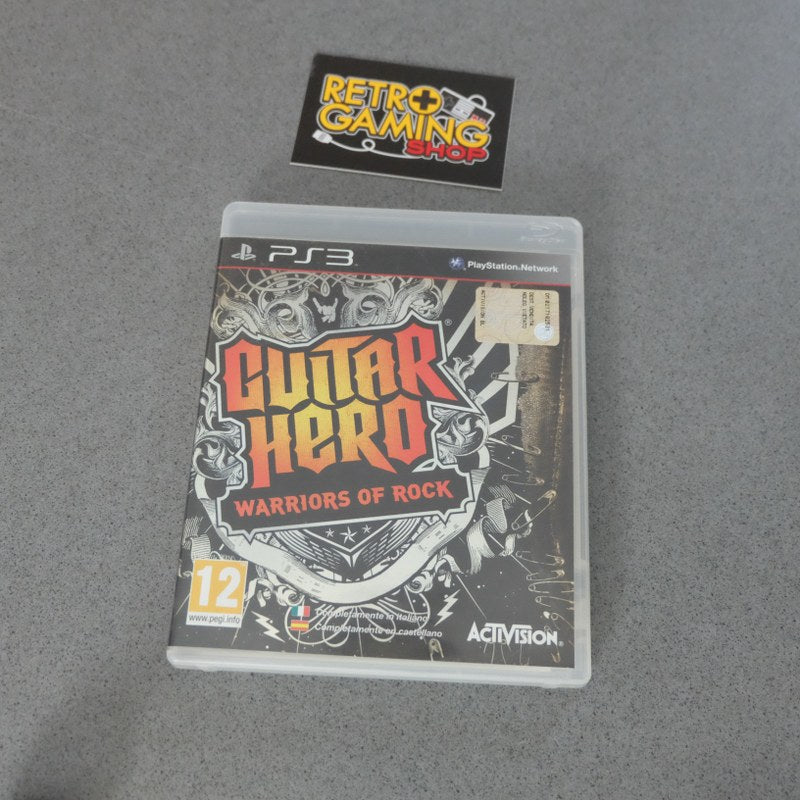 RETRO
GAMING
SHOP
PS3
PlayStation.Network
GUITAR
HERO
®
WARRIORS OF ROCK
12
www.pegi.info
Completamente in italiano
Completamente en castellano
ACTIVISION®